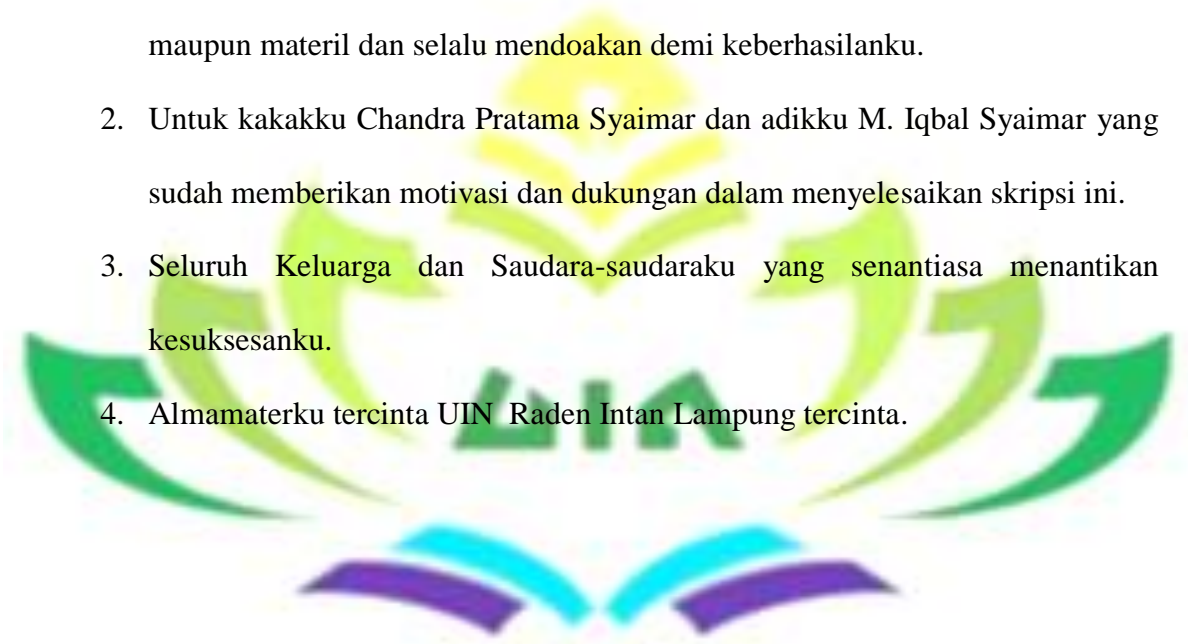 maupun materil dan selalu mendoakan demi keberhasilanku.
2. Untuk kakakku Chandra Pratama Syaimar dan adikku M. Iqbal Syaimar yang
sudah memberikan motivasi dan dukungan dalam menyelesaikan skripsi ini.
3. Seluruh Keluarga dan Saudara-saudaraku yang senantiasa menantikan
kesuksesanku.
4. Almamaterku tercinta UIN Raden Intan Lampung tercinta.
UIN